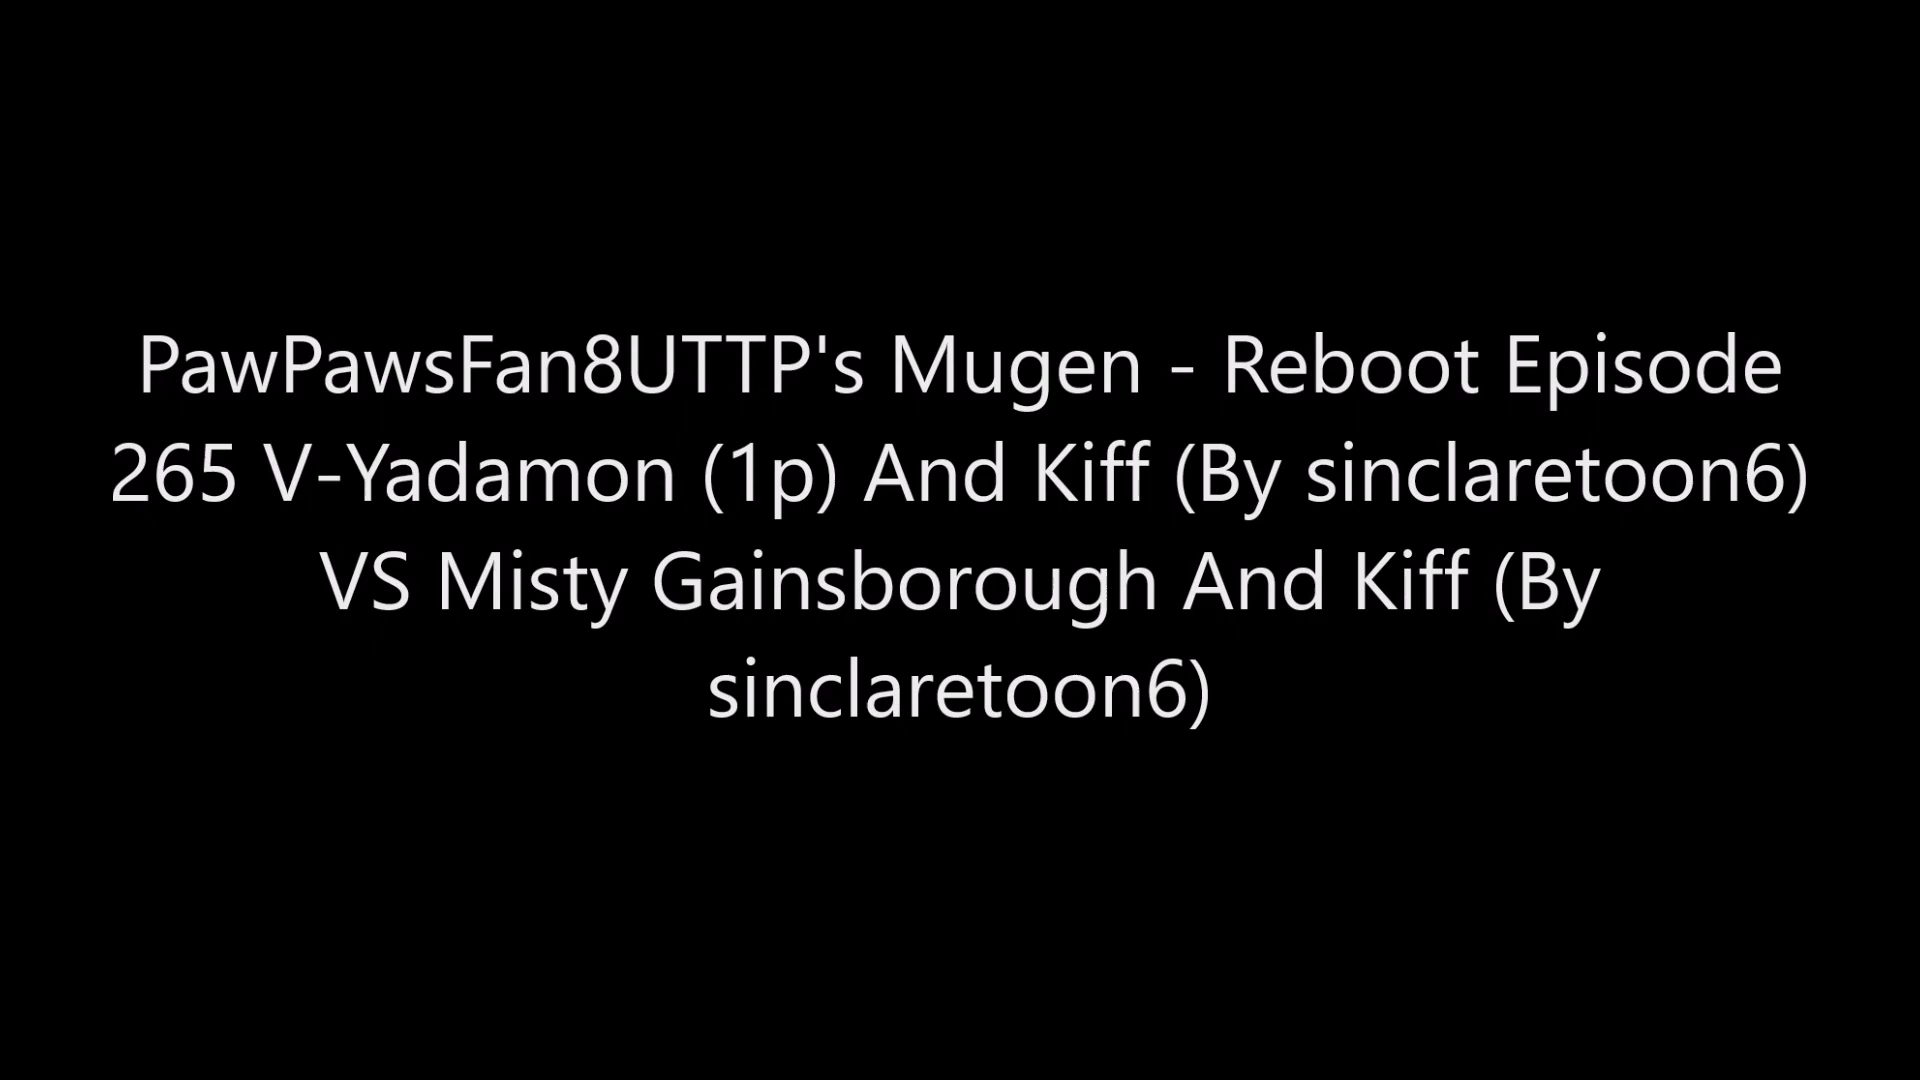 PawPawsFan8UTTP's Mugen - Reboot Episode
265 V-Yadamon (1p) And Kiff (By sinclaretoon6)
VS Misty Gainsborough And Kiff (By
sinclaretoon6)